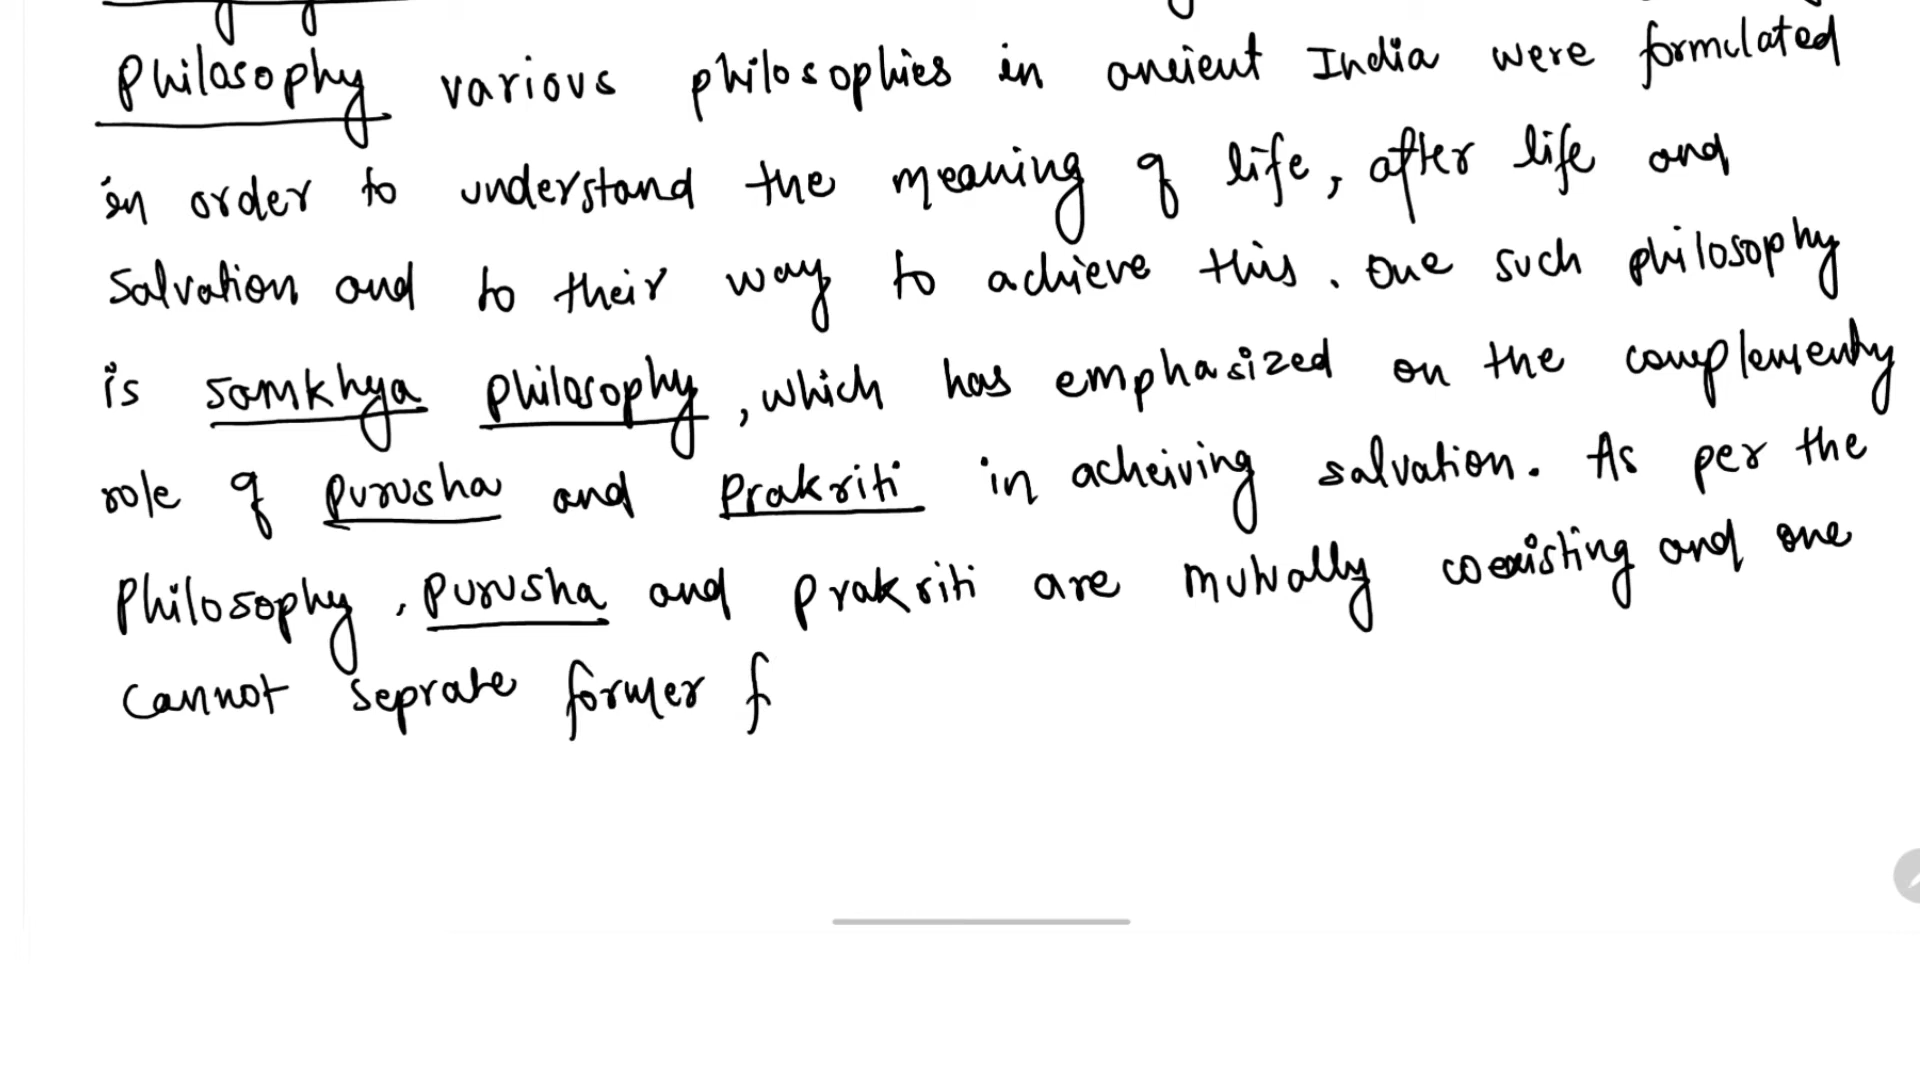 Philosophy various philosophies in ancient India were formulated
in order to understand the meaning of life, after life and
Salvation and to their way to achieve this. One such philosophy
is samkhya philosophy, which has emphasized on the complementy
role of purusha and prakriti in acheiving salvation. As per the
Philosophy, purusha and prakriti are mutually coexisting and one
cannot seprate former f